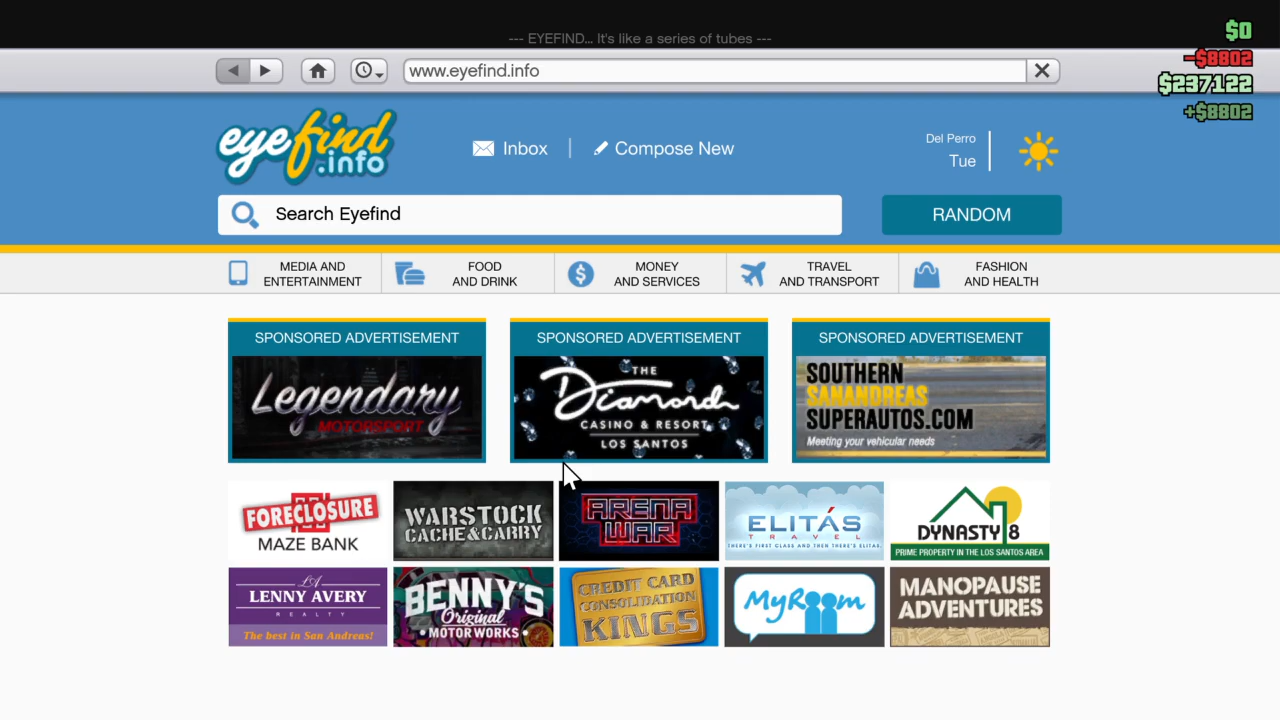 --- EYEFIND... It's like a series of tubes ---
$0
-$8802
$237122
+$8802
www.eyefind.info
eyefind
.info
Inbox
Compose New
Del Perro
Tue
Search Eyefind
RANDOM
MEDIA AND
ENTERTAINMENT
FOOD
AND DRINK
MONEY
AND SERVICES
TRAVEL
AND TRANSPORT
FASHION
AND HEALTH
SPONSORED ADVERTISEMENT
Legendary
MOTORSPORT
SPONSORED ADVERTISEMENT
THE
Diamond
CASINO & RESORT
LOS SANTOS
SPONSORED ADVERTISEMENT
SOUTHERN
SANANDREAS
SUPERAUTOS.COM
Meeting your vehicular needs
FORECLOSURE
MAZE BANK
WARSTOCK
CACHE&CARRY
ARENA
WAR
ELITÁS
TRAVEL
THERE'S FIRST CLASS AND THEN THERE'S ELITAS.
DYNASTY 8
PRIME PROPERTY IN THE LOS SANTOS AREA
LA
LENNY AVERY
REALTY
The best in San Andreas!
BENNY'S
Original
• MOTOR WORKS •
CREDIT CARD
CONSOLIDATION
KINGS
MyRoom
MANOPAUSE
ADVENTURES